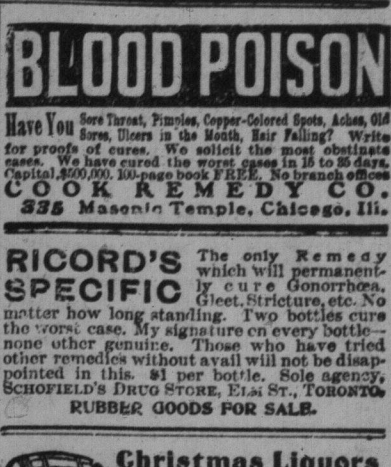 BLOOD POISON
Have You Sore Throat, Pimples, Copper-Colored Spots, Aches, Old
Sores, Ulcers in the Mouth, Hair Falling? Write
for proofs of cures. We solicit the most obstinate
cases. We have cured the worst cases in 15 to 35 days.
Capital, $500,000. 100-page book FREE. No branch offices
COOK REMEDY CO.
335 Masonic Temple, Chicago, Ill.
RICORD'S SPECIFIC
The only Remedy
which will permanent-
ly cure Gonorrhœa,
Gleet, Stricture, etc. No
matter how long standing. Two bottles cure
the worst case. My signature on every bottle—
none other genuine. Those who have tried
other remedies without avail will not be disap-
pointed in this. $1 per bottle. Sole agency,
SCHOFIELD'S DRUG STORE, ELM ST., TORONTO.
RUBBER GOODS FOR SALE.
Christmas Liquors